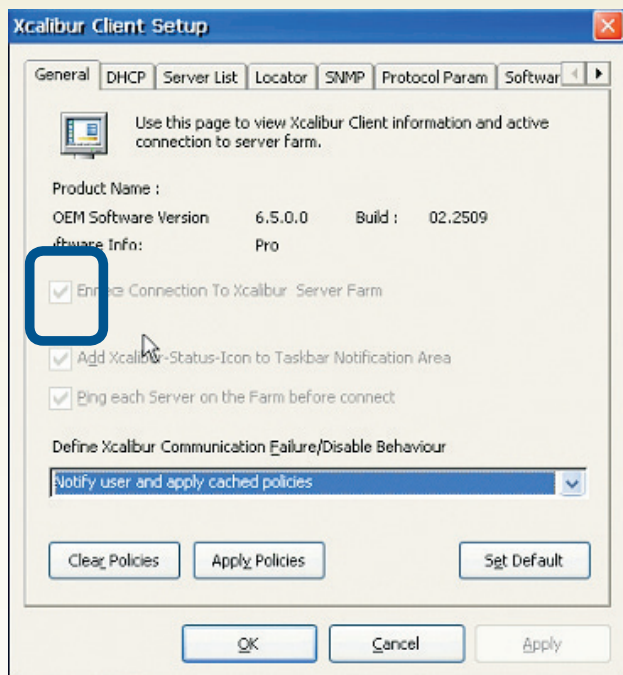 Xcalibur Client Setup
General DHCP Server List Locator SNMP Protocol Param Softwar
Use this page to view Xcalibur Client information and active
connection to server farm.
Product Name :
OEM Software Version 6.5.0.0 Build : 02.2509
ftware Info: Pro
Connection To Xcalibur Server Farm
Add Xcalibur-Status-Icon to Taskbar Notification Area
Ping each Server on the Farm before connect
Define Xcalibur Communication Failure/Disable Behaviour
Notify user and apply cached policies
Clear Policies Apply Policies Set Default
OK Cancel Apply